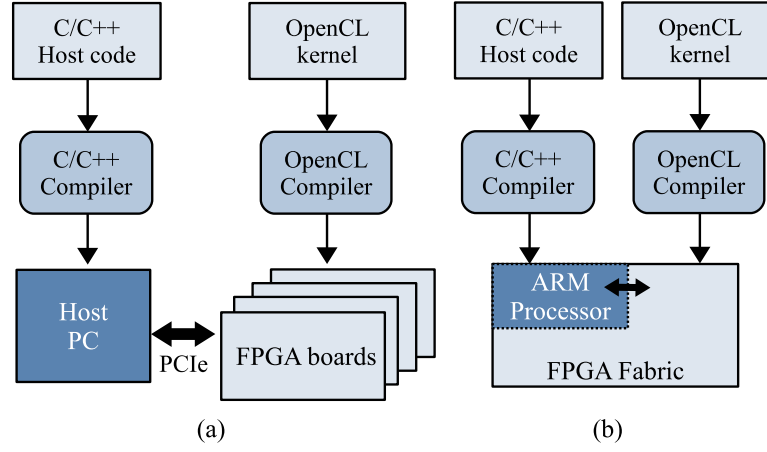 C/C++
Host code
OpenCL
kernel
C/C++
Compiler
OpenCL
Compiler
Host
PC
PCIe
FPGA boards
(a)
C/C++
Host code
OpenCL
kernel
C/C++
Compiler
OpenCL
Compiler
ARM
Processor
FPGA Fabric
(b)